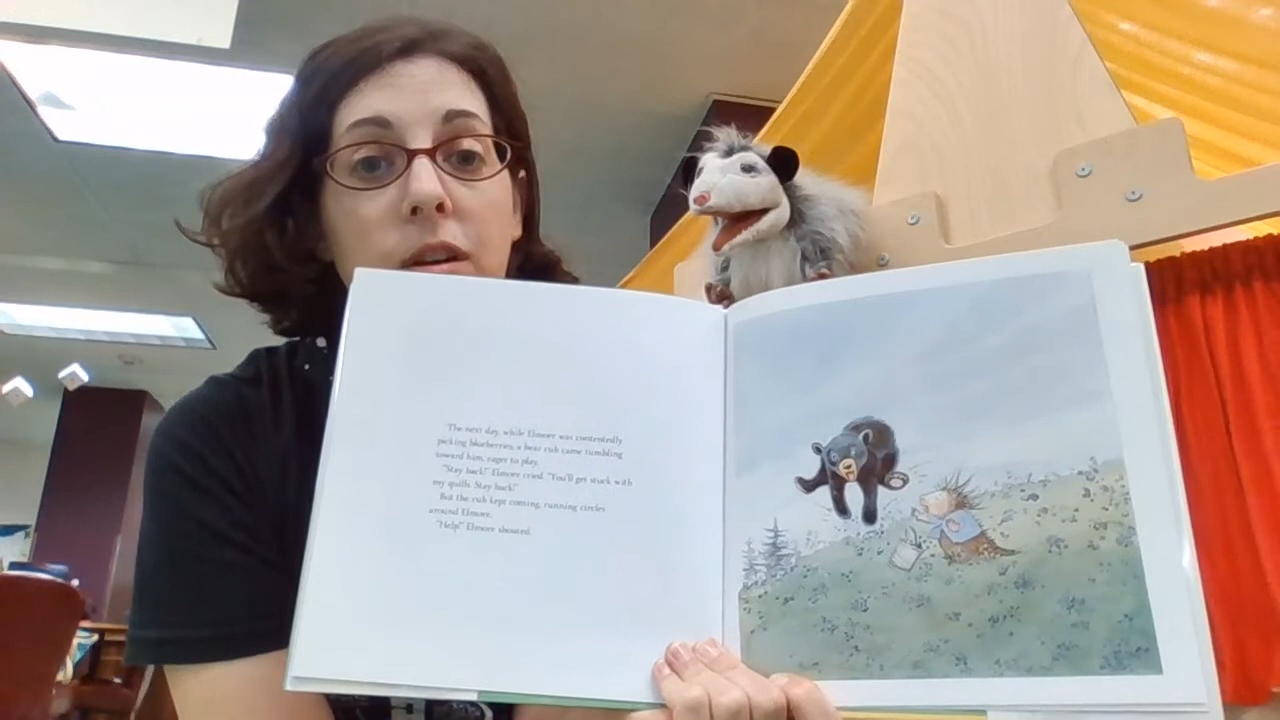 The next day, while Elmore was contentedly
picking blueberries, a bear cub came tumbling
toward him, eager to play.
"Stay back!" Elmore cried. "You'll get stuck with
my quills. Stay back!"
But the cub kept coming, running circles
around Elmore.
"Help!" Elmore shouted.